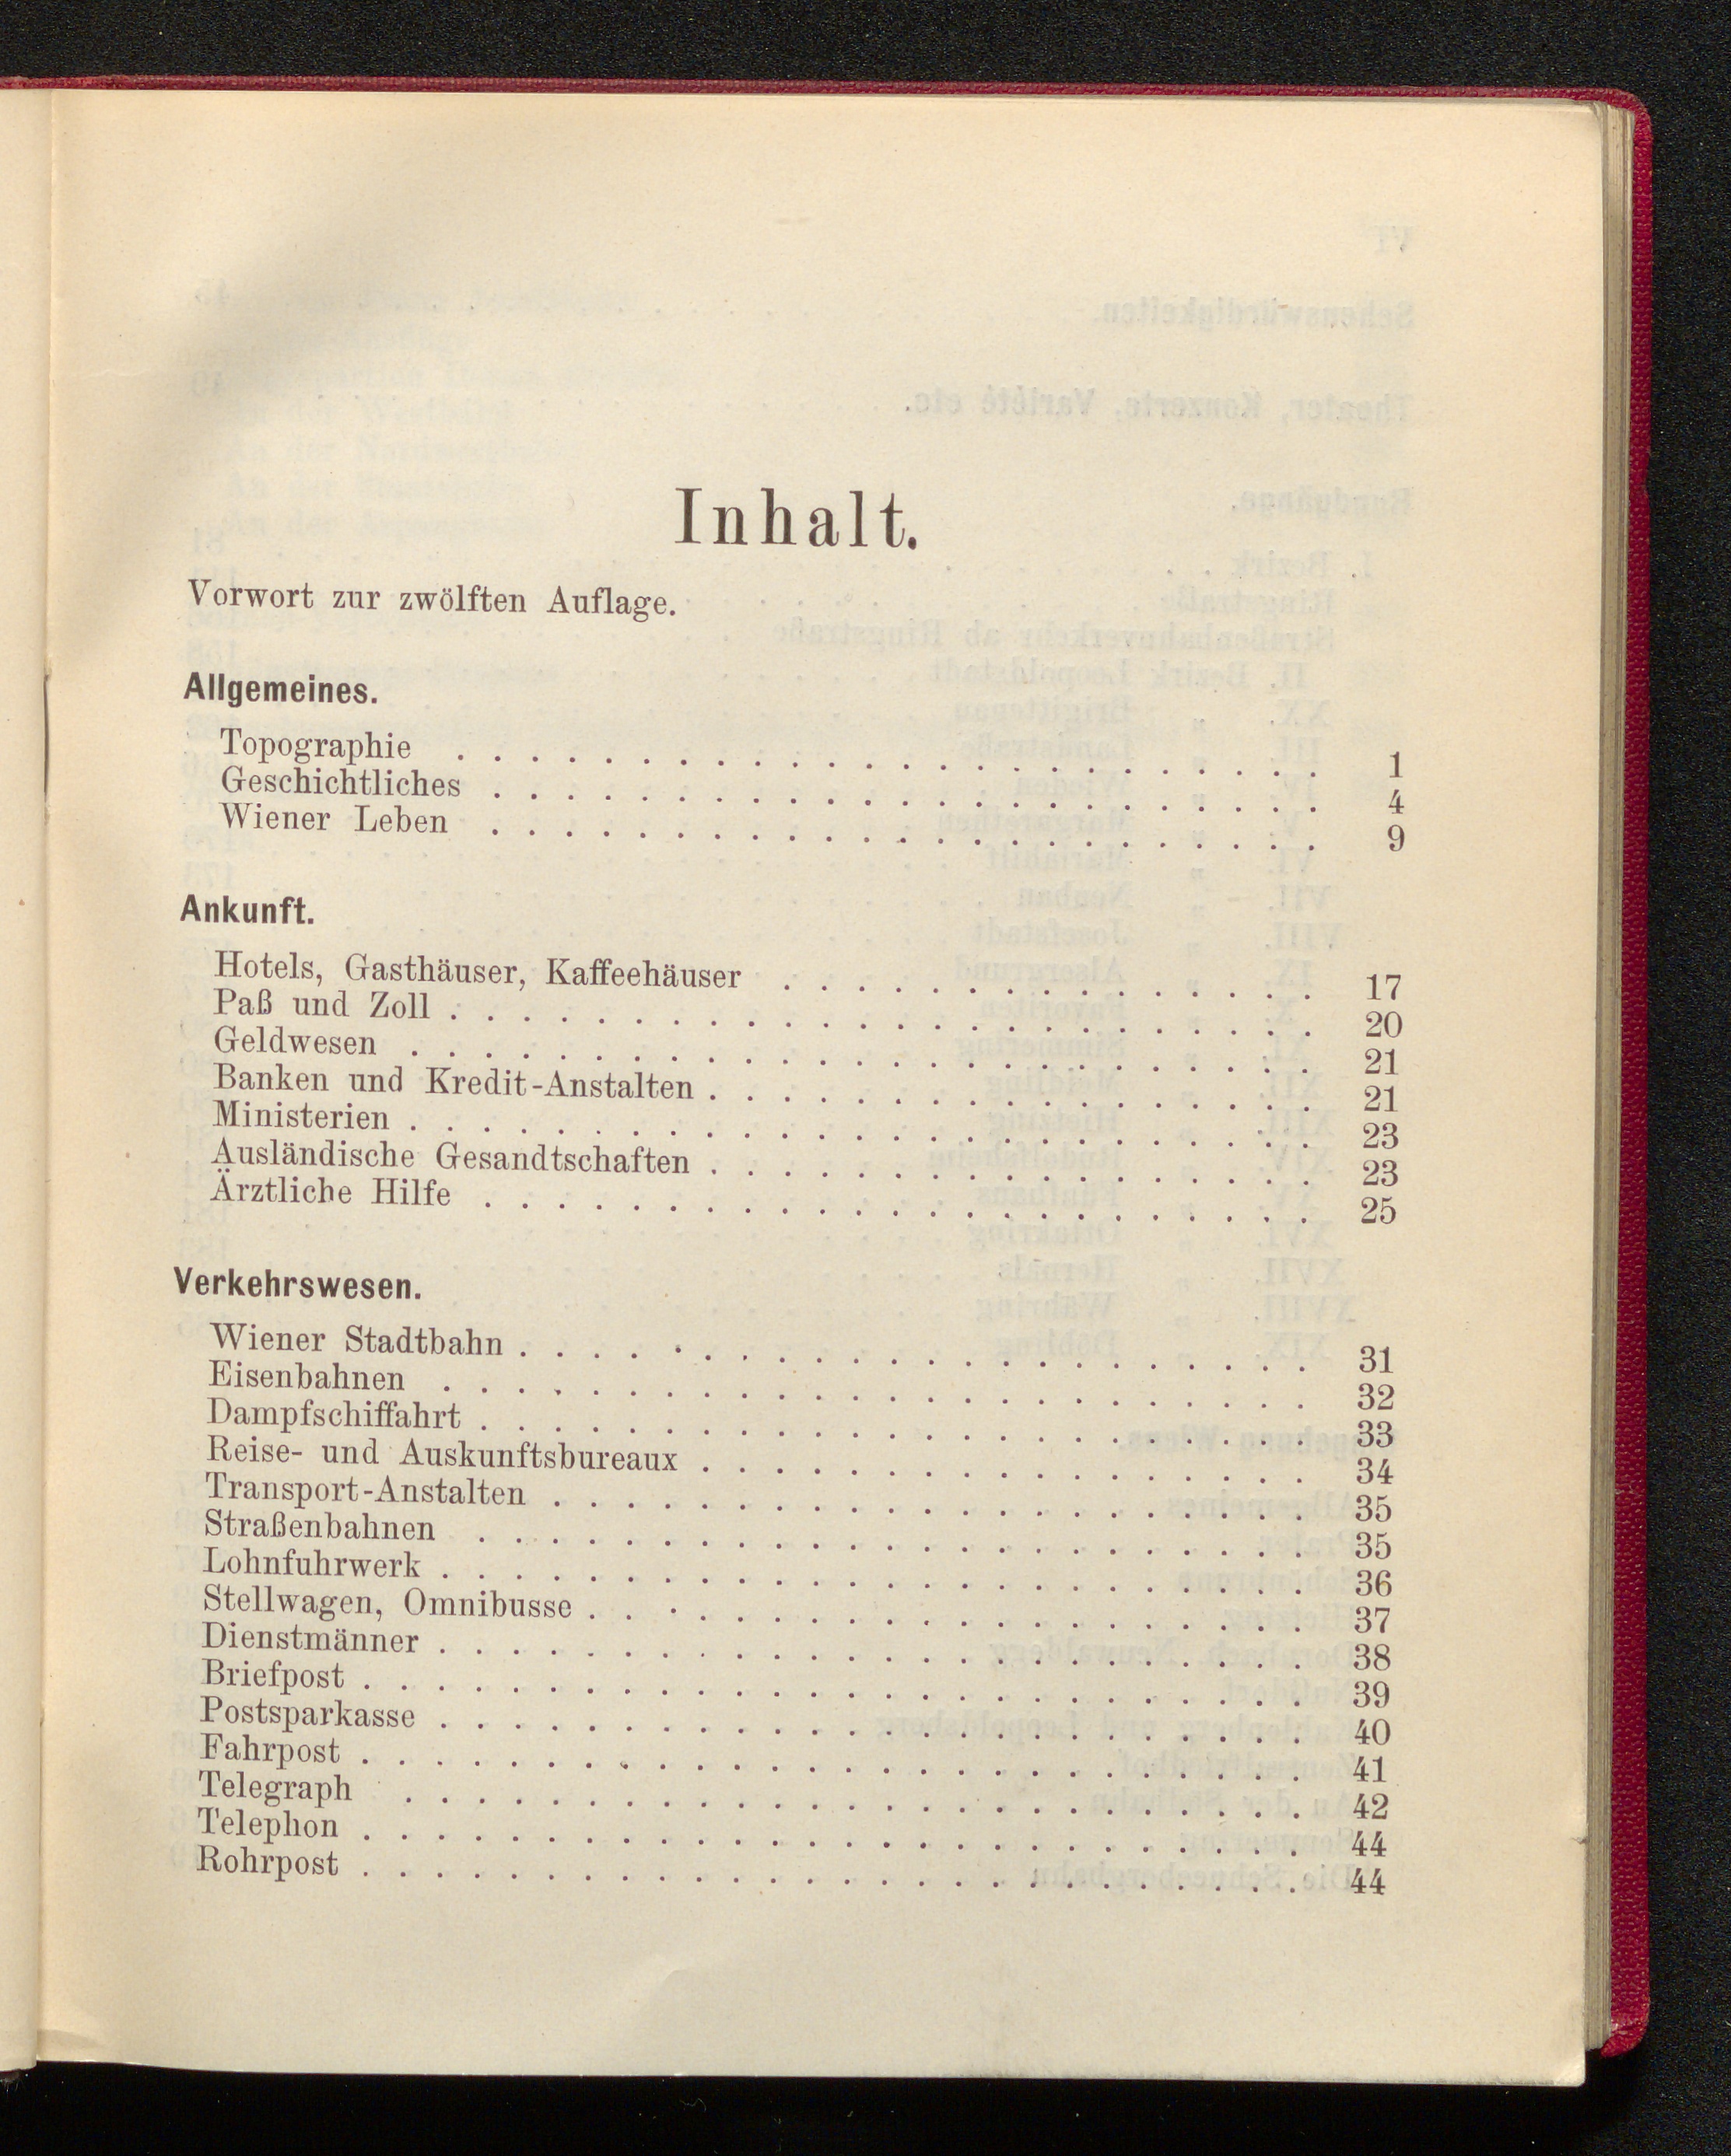 Inhalt.
Vorwort zur zwölften Auflage.
Allgemeines.
Topographie . . . . . . . . . . . . . . . . . . . . . . . . 1
Geschichtliches . . . . . . . . . . . . . . . . . . . . . . . 4
Wiener Leben . . . . . . . . . . . . . . . . . . . . . . . 9
Ankunft.
Hotels, Gasthäuser, Kaffeehäuser . . . . . . . . . . . . . . . 17
Paß und Zoll . . . . . . . . . . . . . . . . . . . . . . . . 20
Geldwesen . . . . . . . . . . . . . . . . . . . . . . . . . 21
Banken und Kredit-Anstalten . . . . . . . . . . . . . . . . . 21
Ministerien . . . . . . . . . . . . . . . . . . . . . . . . . 23
Ausländische Gesandtschaften . . . . . . . . . . . . . . . . . 23
Ärztliche Hilfe . . . . . . . . . . . . . . . . . . . . . . . 25
Verkehrswesen.
Wiener Stadtbahn . . . . . . . . . . . . . . . . . . . . . . 31
Eisenbahnen . . . . . . . . . . . . . . . . . . . . . . . . 32
Dampfschiffahrt . . . . . . . . . . . . . . . . . . . . . . . 33
Reise- und Auskunftsbureaux . . . . . . . . . . . . . . . . . 34
Transport-Anstalten . . . . . . . . . . . . . . . . . . . . . 35
Straßenbahnen . . . . . . . . . . . . . . . . . . . . . . . 35
Lohnfuhrwerk . . . . . . . . . . . . . . . . . . . . . . . . 36
Stellwagen, Omnibusse . . . . . . . . . . . . . . . . . . . . 37
Dienstmänner . . . . . . . . . . . . . . . . . . . . . . . . 38
Briefpost . . . . . . . . . . . . . . . . . . . . . . . . . . 39
Postsparkasse . . . . . . . . . . . . . . . . . . . . . . . . 40
Fahrpost . . . . . . . . . . . . . . . . . . . . . . . . . . 41
Telegraph . . . . . . . . . . . . . . . . . . . . . . . . . 42
Telephon . . . . . . . . . . . . . . . . . . . . . . . . . . 44
Rohrpost . . . . . . . . . . . . . . . . . . . . . . . . . . 44